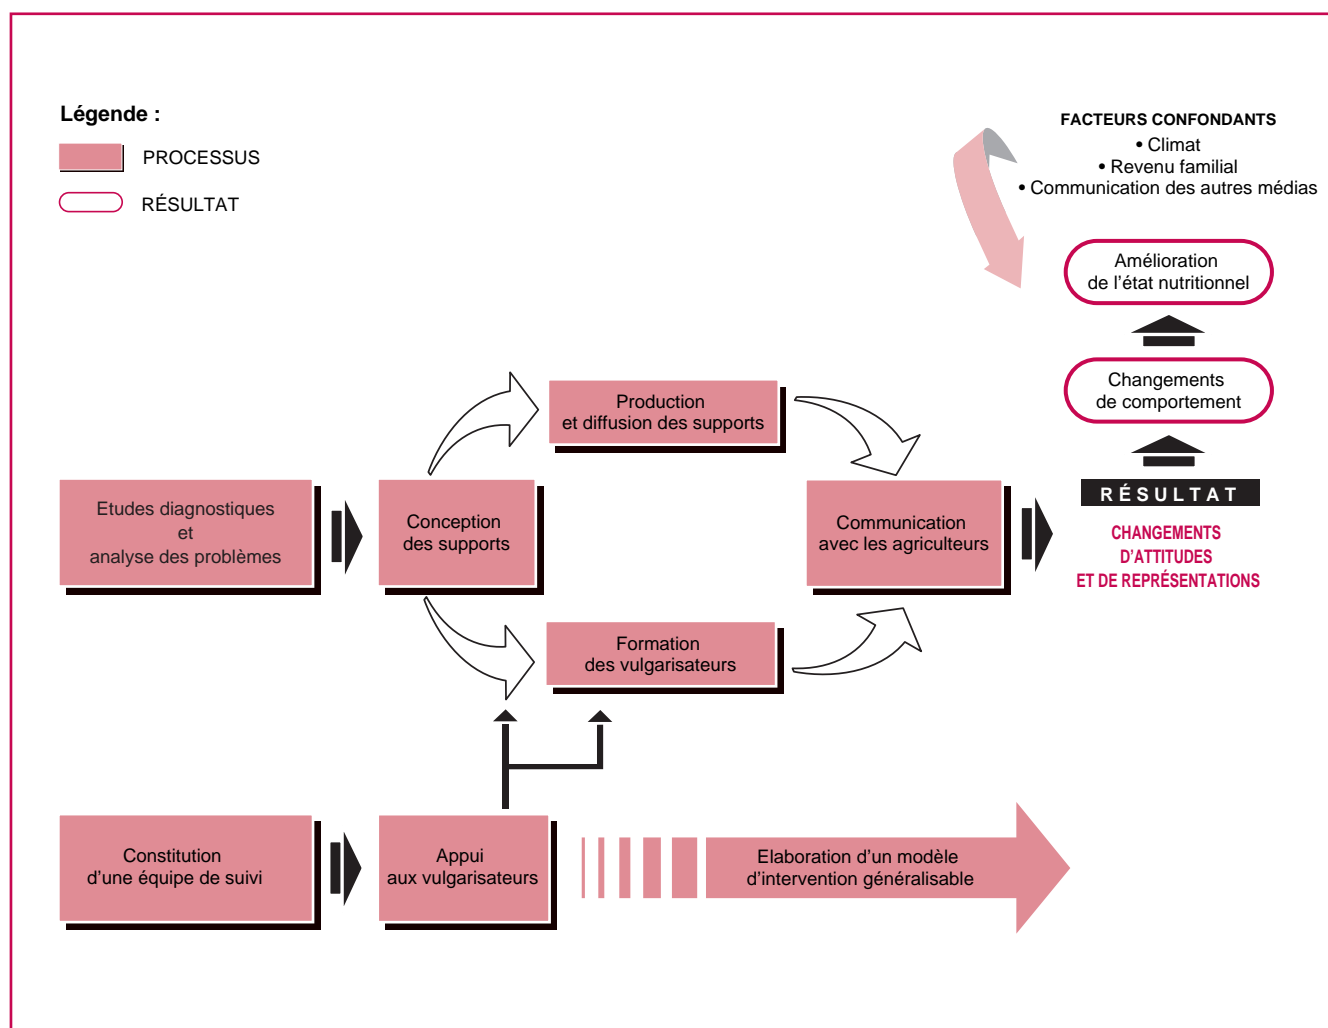 Légende :
PROCESSUS
RÉSULTAT
FACTEURS CONFONDANTS
• Climat
• Revenu familial
• Communication des autres médias
Amélioration
de l’état nutritionnel
Changements
de comportement
RÉSULTAT
CHANGEMENTS
D’ATTITUDES
ET DE REPRÉSENTATIONS
Production
et diffusion des supports
Etudes diagnostiques
et
analyse des problèmes
Conception
des supports
Communication
avec les agriculteurs
Formation
des vulgarisateurs
Constitution
d’une équipe de suivi
Appui
aux vulgarisateurs
Elaboration d’un modèle
d’intervention généralisable